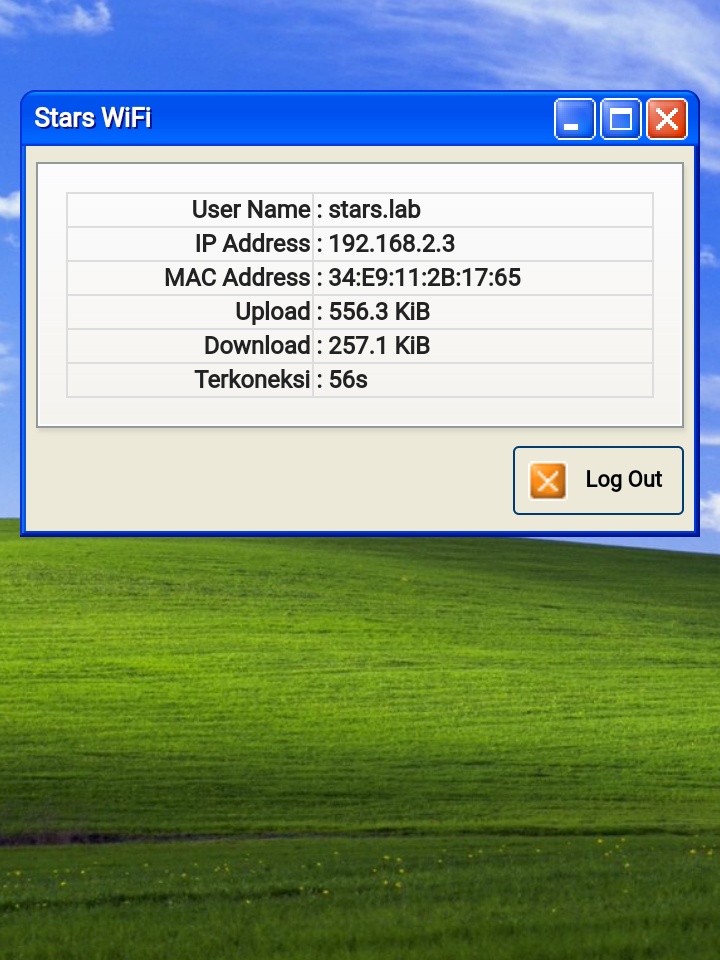 Stars WiFi
User Name : stars.lab
IP Address : 192.168.2.3
MAC Address : 34:E9:11:2B:17:65
Upload : 556.3 KiB
Download : 257.1 KiB
Terkoneksi : 56s
Log Out